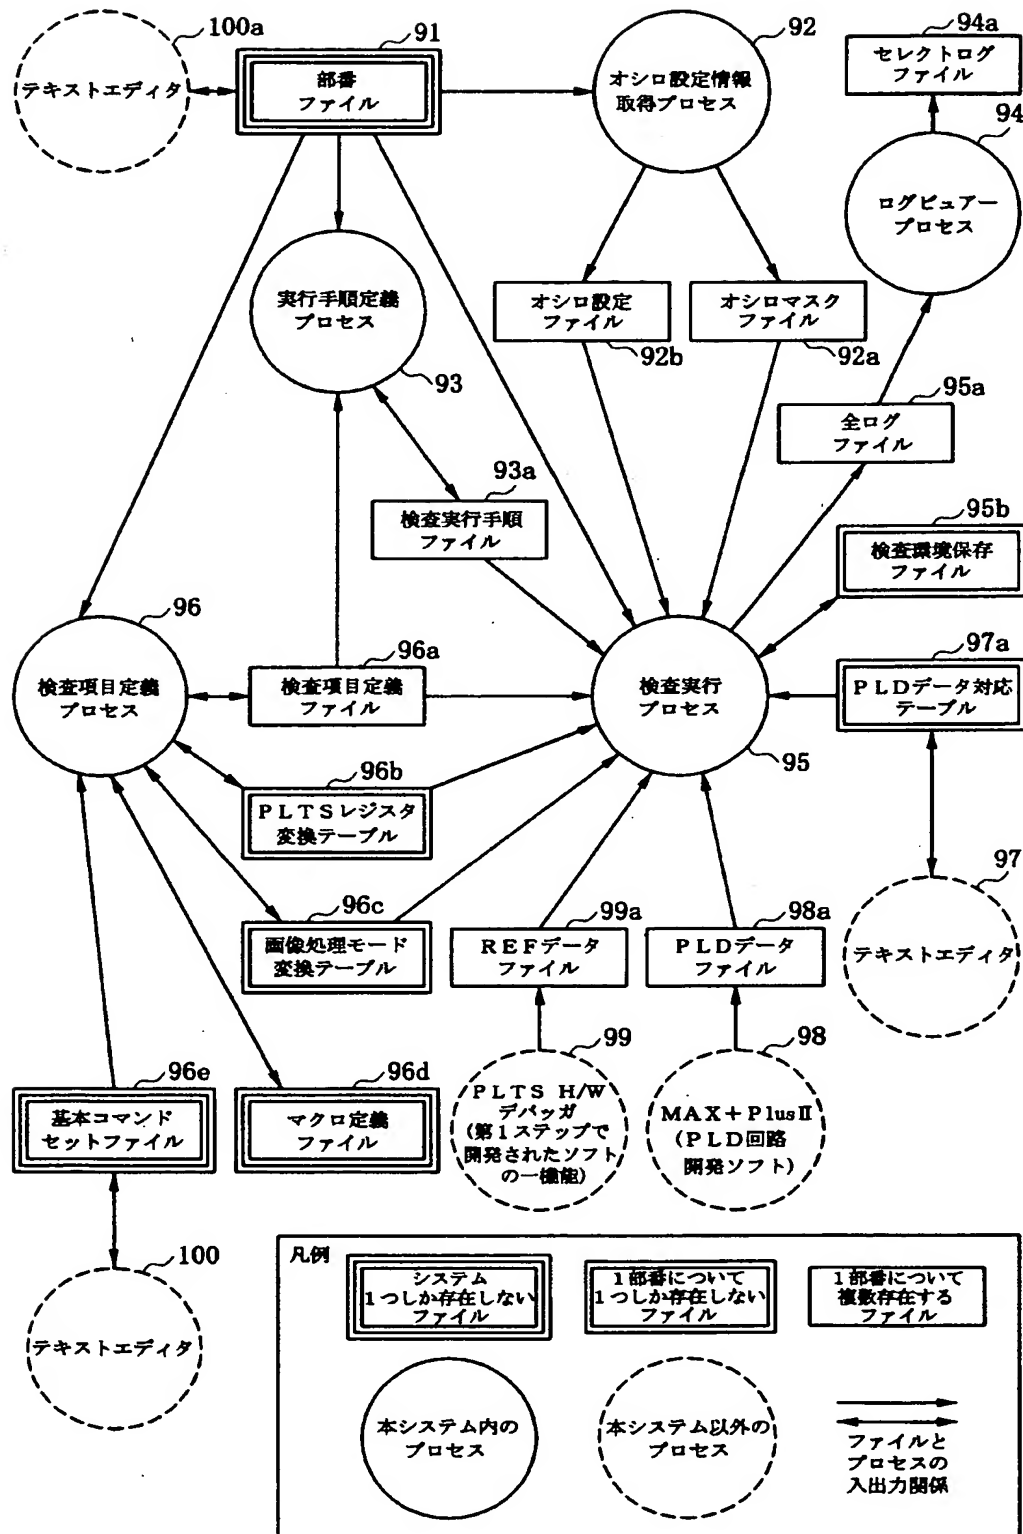 100a
テキストエディタ
91
部番
ファイル
92
オシロ設定情報
取得プロセス
94a
セレクトログ
ファイル
94
ログビュアー
プロセス
実行手順定義
プロセス
93
オシロ設定
ファイル
92b
オシロマスク
ファイル
92a
95a
全ログ
ファイル
93a
検査実行手順
ファイル
95b
検査環境保存
ファイル
96
検査項目定義
プロセス
96a
検査項目定義
ファイル
検査実行
プロセス
95
97a
PLDデータ対応
テーブル
96b
PLTSレジスタ
変換テーブル
96c
画像処理モード
変換テーブル
99a
REFデータ
ファイル
98a
PLDデータ
ファイル
97
テキストエディタ
96e
基本コマンド
セットファイル
96d
マクロ定義
ファイル
99
PLTS H/W
デバッガ
(第1ステップで
開発されたソフト
の一機能)
98
MAX+PlusⅡ
(PLD回路
開発ソフト)
100
テキストエディタ
凡例
システム
1つしか存在しない
ファイル
1部番について
1つしか存在しない
ファイル
1部番について
複数存在する
ファイル
本システム内の
プロセス
本システム以外の
プロセス
ファイルと
プロセスの
入出力関係